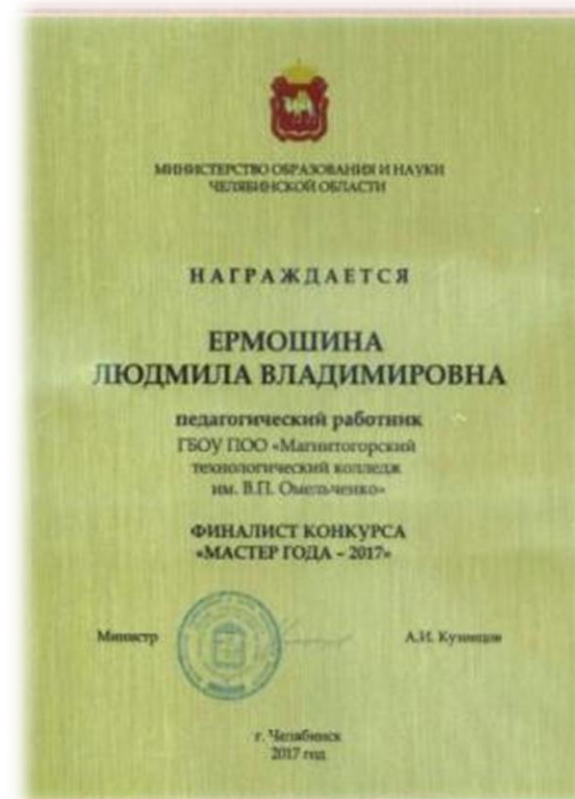 МИНИСТЕРСТВО ОБРАЗОВАНИЯ И НАУКИ
ЧЕЛЯБИНСКОЙ ОБЛАСТИ
НАГРАЖДАЕТСЯ
ЕРМОШИНА
ЛЮДМИЛА ВЛАДИМИРОВНА
педагогический работник
ГБОУ ПОО «Магнитогорский
технологический колледж
им. В.П. Омельченко»
ФИНАЛИСТ КОНКУРСА
«МАСТЕР ГОДА – 2017»
Министр
А.И. Кузнецов
г. Челябинск
2017 год